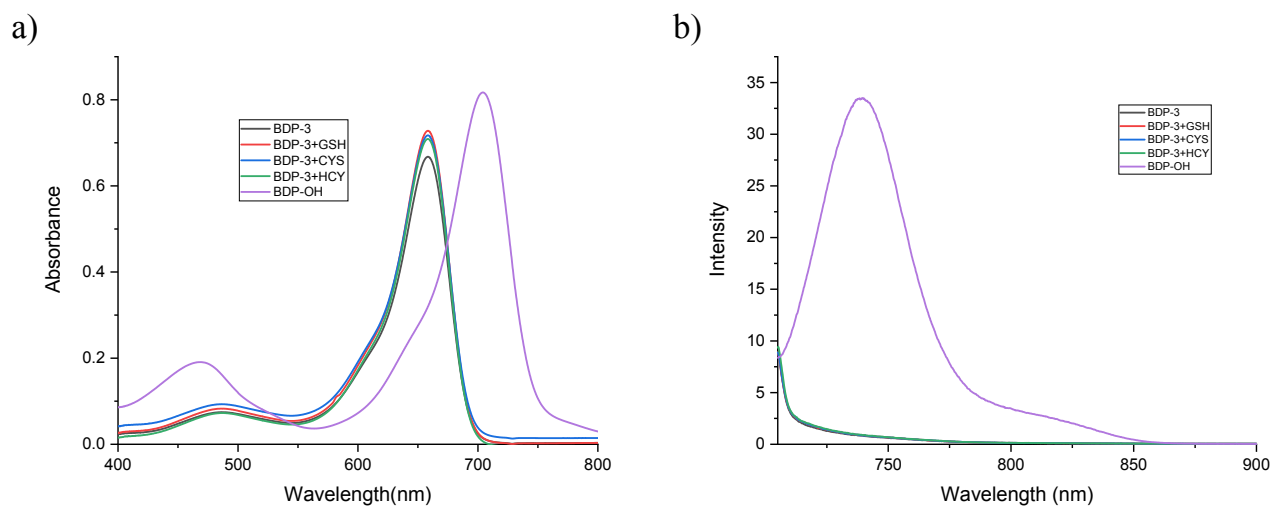 a)
0.8
0.6
0.4
0.2
0.0
Absorbance
BDP-3
BDP-3+GSH
BDP-3+CYS
BDP-3+HCY
BDP-OH
400
500
600
700
800
Wavelength(nm)
b)
35
30
25
20
15
10
5
0
Intensity
BDP-3
BDP-3+GSH
BDP-3+CYS
BDP-3+HCY
BDP-OH
750
800
850
900
Wavelength (nm)